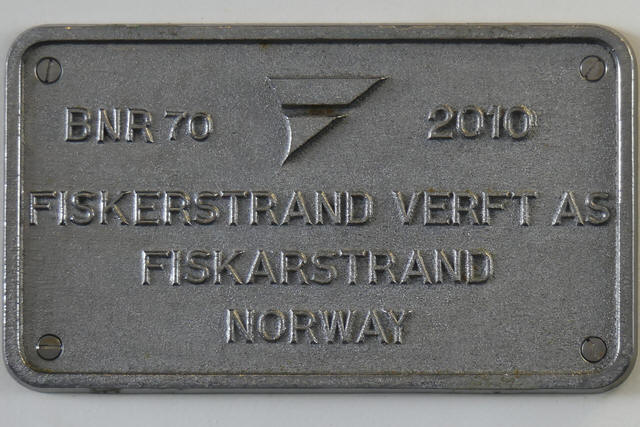 BNR 70 2010
FISKERSTRAND VERFT AS
FISKARSTRAND
NORWAY